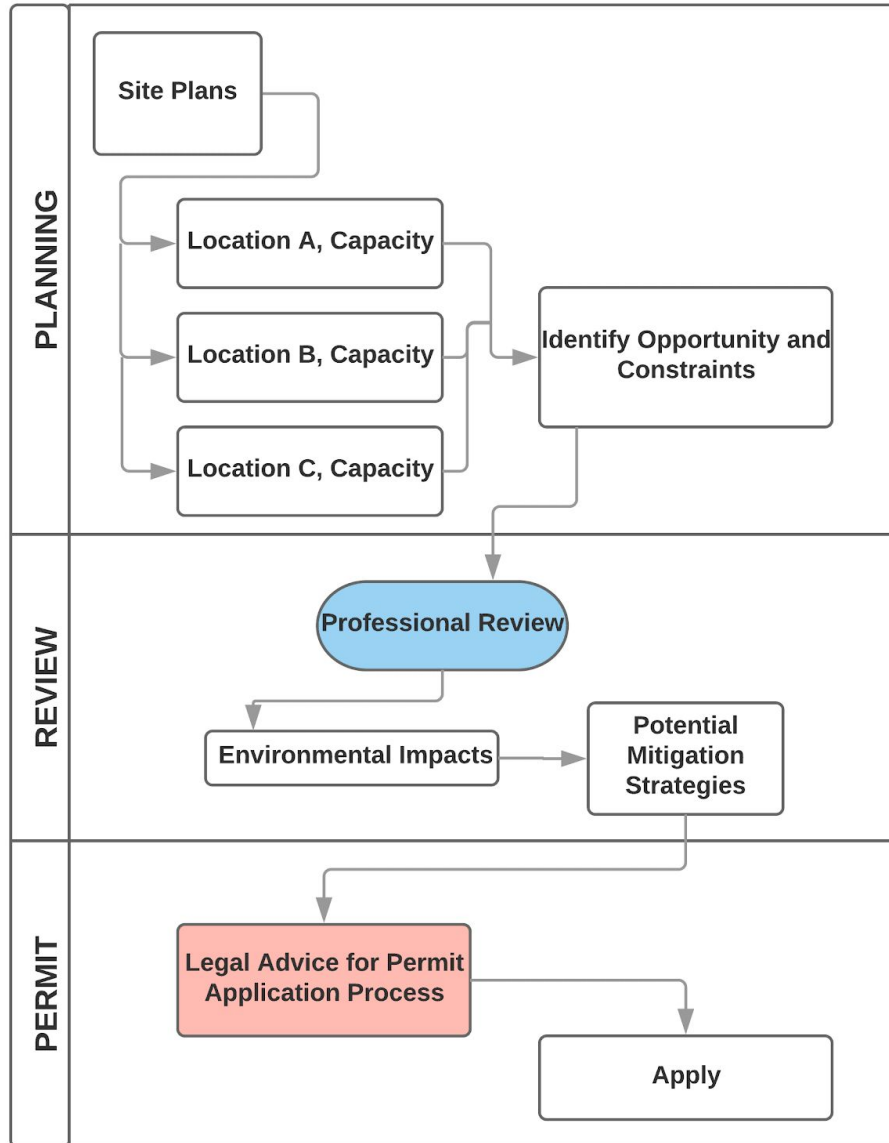 PLANNING
Site Plans
Location A, Capacity
Location B, Capacity
Location C, Capacity
Identify Opportunity and
Constraints
REVIEW
Professional Review
Environmental Impacts
Potential
Mitigation
Strategies
PERMIT
Legal Advice for Permit
Application Process
Apply